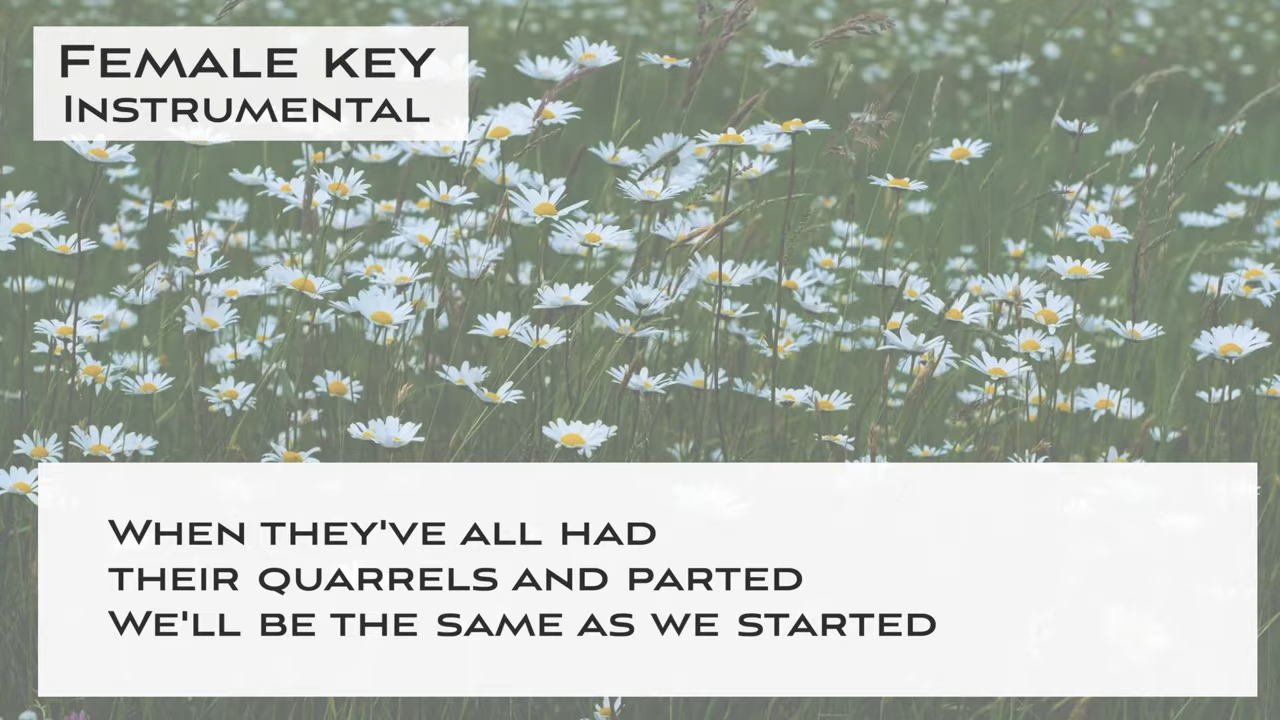 Female key
Instrumental
When they've all had
their quarrels and parted
We'll be the same as we started